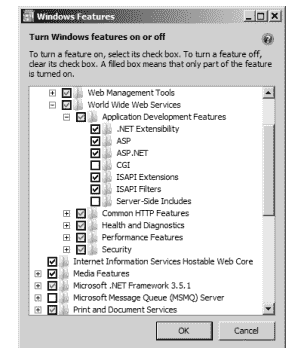 Windows Features
Turn Windows features on or off
To turn a feature on, select its check box. To turn a feature off,
clear its check box. A filled box means that only part of the feature
is turned on.
Web Management Tools
World Wide Web Services
Application Development Features
.NET Extensibility
ASP
ASP.NET
CGI
ISAPI Extensions
ISAPI Filters
Server-Side Includes
Common HTTP Features
Health and Diagnostics
Performance Features
Security
Internet Information Services Hostable Web Core
Media Features
Microsoft .NET Framework 3.5.1
Microsoft Message Queue (MSMQ) Server
Print and Document Services
OK
Cancel